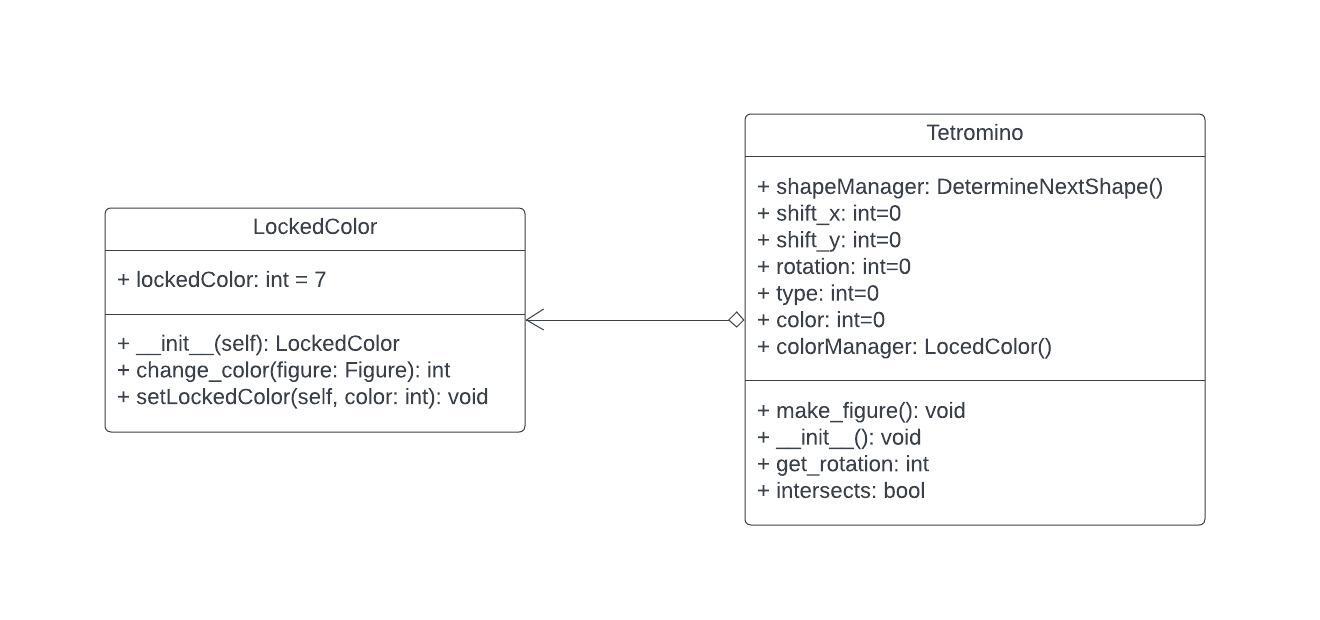 LockedColor
+ lockedColor: int = 7
+ __init__(self): LockedColor
+ change_color(figure: Figure): int
+ setLockedColor(self, color: int): void
Tetromino
+ shapeManager: DetermineNextShape()
+ shift_x: int=0
+ shift_y: int=0
+ rotation: int=0
+ type: int=0
+ color: int=0
+ colorManager: LocedColor()
+ make_figure(): void
+ __init__(): void
+ get_rotation: int
+ intersects: bool